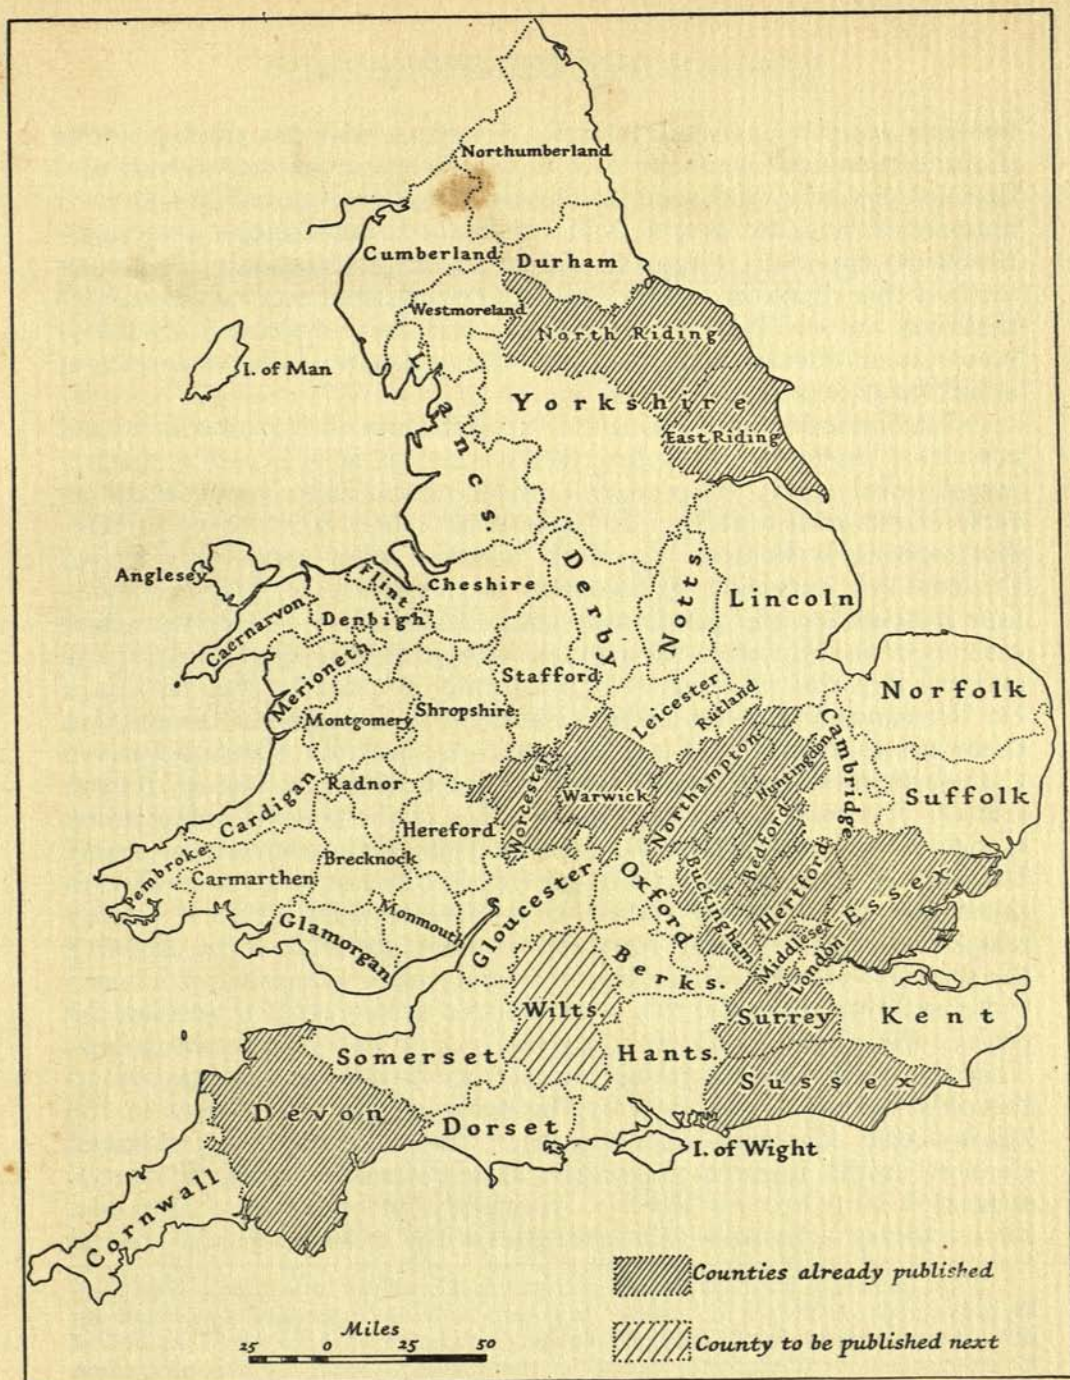 Northumberland
Cumberland
Durham
Westmoreland
North Riding
I. of Man
Yorkshire
Lancs.
East Riding
Anglesey
Flint
Cheshire
Derby
Notts.
Lincoln
Caernarvon
Denbigh
Merioneth
Stafford
Leicester
Rutland
Norfolk
Montgomery
Shropshire
Cambridge
Huntingdon
Northampton
Radnor
Cardigan
Worcester
Warwick
Suffolk
Hereford
Bedford
Pembroke
Brecknock
Carmarthen
Oxford
Buckingham
Hertford
Essex
Monmouth
Gloucester
Glamorgan
Middlesex
London
Berks.
Wilts.
Surrey
Kent
Somerset
Hants.
Sussex
Devon
Dorset
I. of Wight
Cornwall
Counties already published
Miles
25 0 25 50
County to be published next